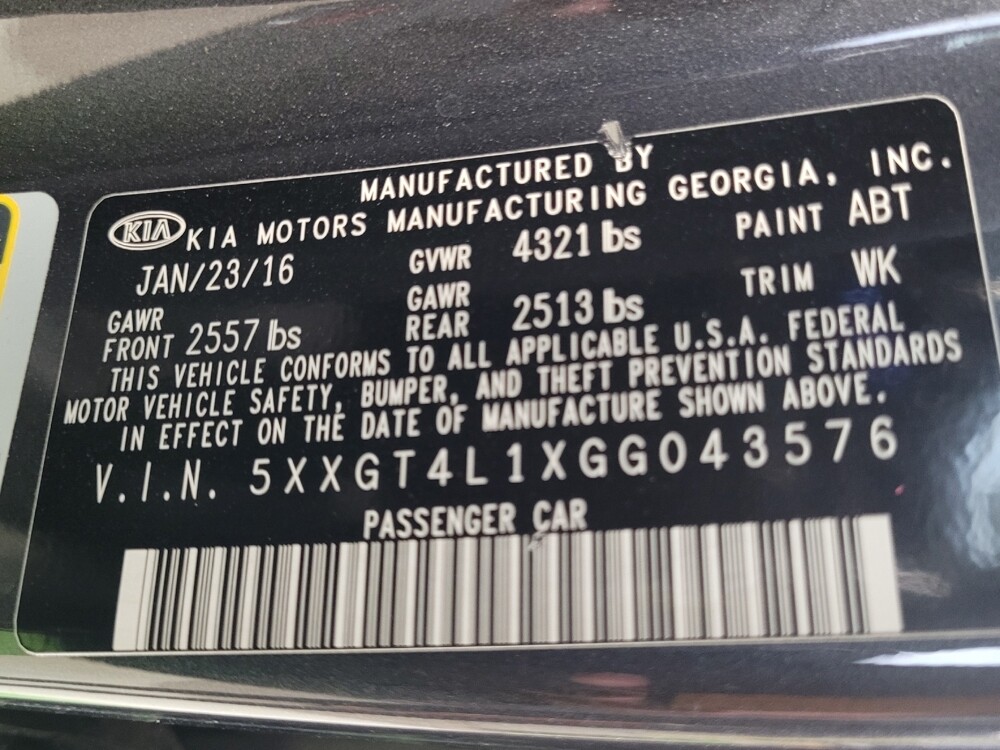 MANUFACTURED BY
KIA KIA MOTORS MANUFACTURING GEORGIA, INC.
JAN/23/16 GVWR 4321 lbs PAINT ABT
GAWR FRONT 2557 lbs GAWR REAR 2513 lbs TRIM WK
THIS VEHICLE CONFORMS TO ALL APPLICABLE U.S.A. FEDERAL
MOTOR VEHICLE SAFETY, BUMPER, AND THEFT PREVENTION STANDARDS
IN EFFECT ON THE DATE OF MANUFACTURE SHOWN ABOVE.
V.I.N. 5XXGT4L1XGG043576
PASSENGER CAR